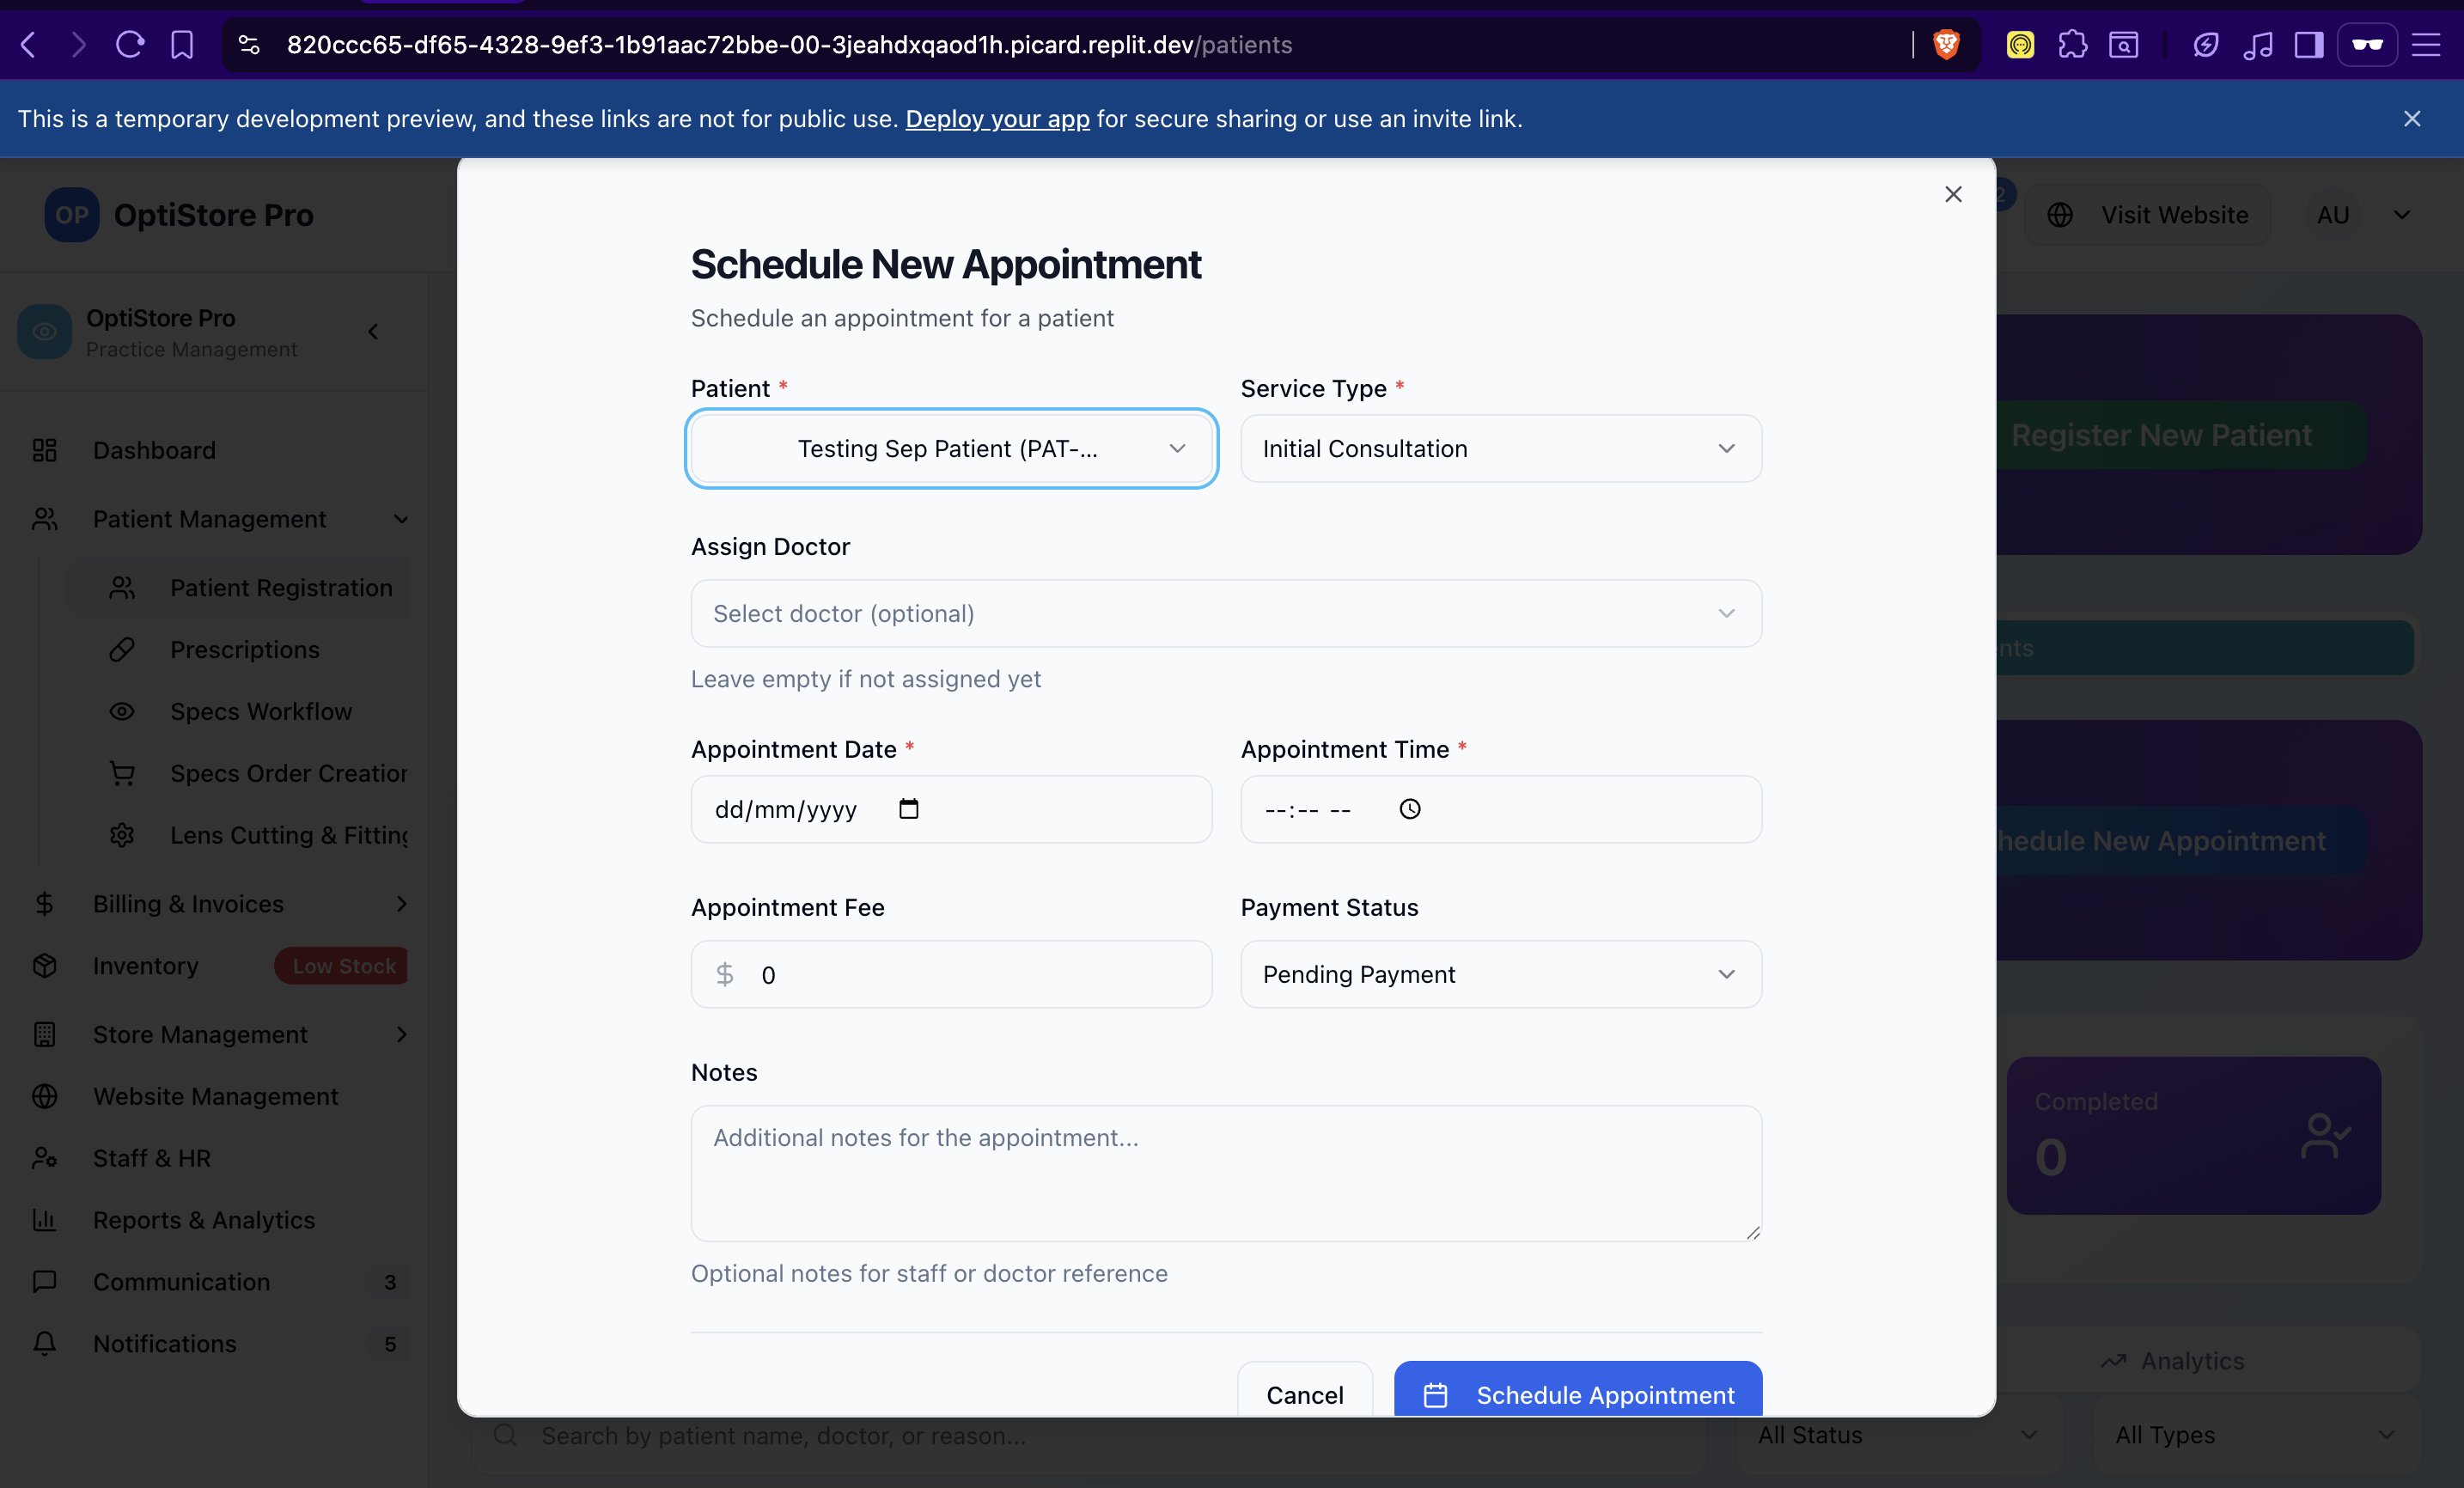 820ccc65-df65-4328-9ef3-1b91aac72bbe-00-3jeahdxqaod1h.picard.replit.dev/patients
This is a temporary development preview, and these links are not for public use. Deploy your app for secure sharing or use an invite link.
OP OptiStore Pro
2
Visit Website
AU
OptiStore Pro
Practice Management
Dashboard
Patient Management
Patient Registration
Prescriptions
Specs Workflow
Specs Order Creation
Lens Cutting & Fitting
Billing & Invoices
Inventory
Low Stock
Store Management
Website Management
Staff & HR
Reports & Analytics
Communication 3
Notifications 5
Schedule New Appointment
Schedule an appointment for a patient
Patient *
Testing Sep Patient (PAT-...
Service Type *
Initial Consultation
Assign Doctor
Select doctor (optional)
Leave empty if not assigned yet
Appointment Date *
dd/mm/yyyy
Appointment Time *
--:-- --
Appointment Fee
$ 0
Payment Status
Pending Payment
Notes
Additional notes for the appointment...
Optional notes for staff or doctor reference
Cancel
Schedule Appointment
Register New Patient
nts
hedule New Appointment
Completed
0
Analytics
Search by patient name, doctor, or reason...
All Status
All Types